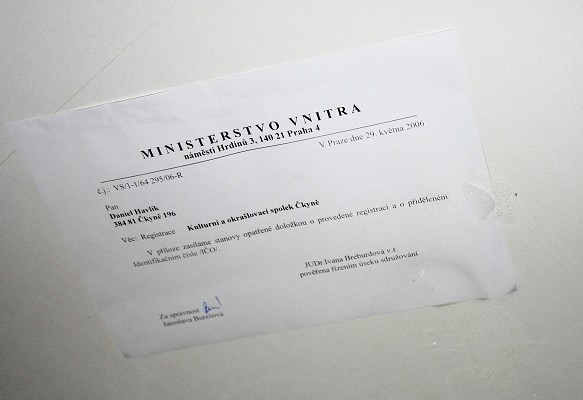 MINISTERSTVO VNITRA
náměstí Hrdinů 3, 140 21 Praha 4
V Praze dne 29. května 2006
č.j.: VS/1-1/64 295/06-R
Pan
Daniel Havlík
384 81 Čkyně 196
Věc: Registrace Kulturní a okrašlovací spolek Čkyně
V příloze zasíláme stanovy opatřené doložkou o provedené registraci a o přiděleném
identifikačním čísle /IČO/.
JUDr. Ivana Breburdová v.r.
pověřena řízením úseku sdružování
Za správnost
Jaroslava Burešová